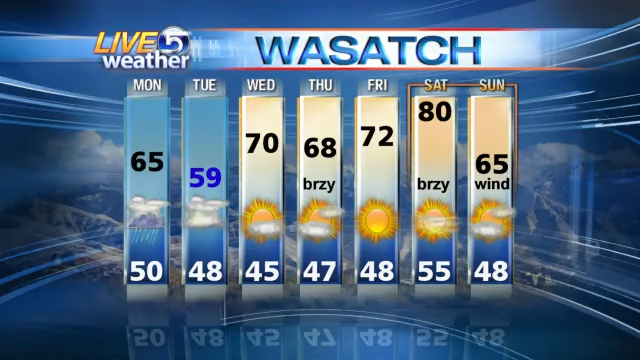 LIVE 5
weather
WASATCH
MON TUE WED THU FRI SAT SUN
65 59 70 68 72 80 65
brzy brzy wind
50 48 45 47 48 55 48